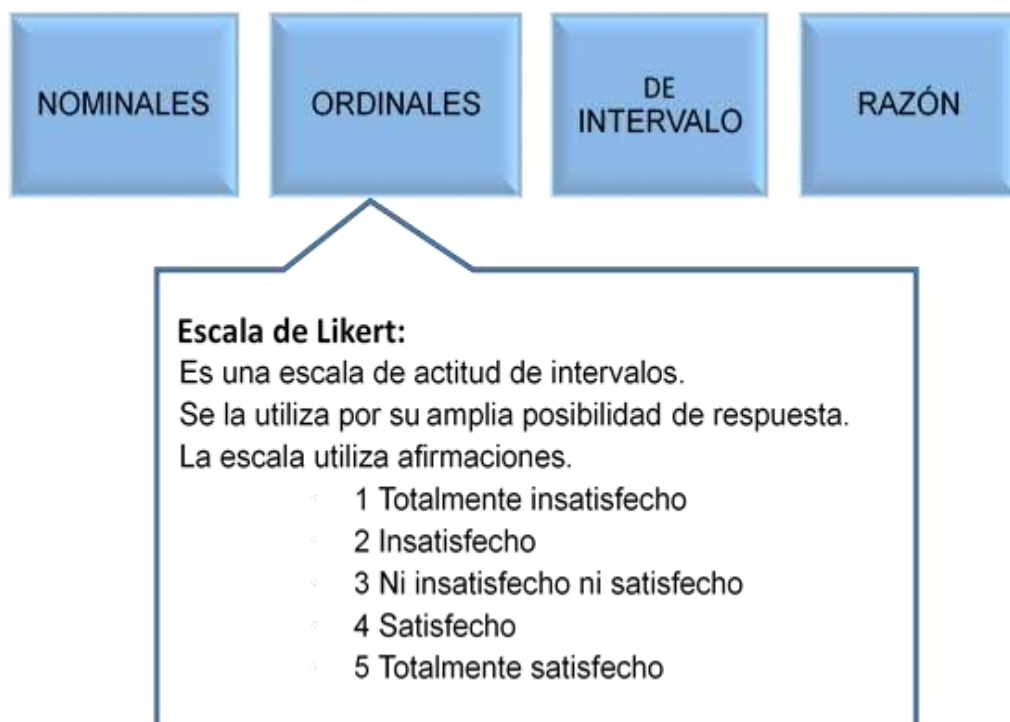 NOMINALES
ORDINALES
DE
INTERVALO
RAZÓN
Escala de Likert:
Es una escala de actitud de intervalos.
Se la utiliza por su amplia posibilidad de respuesta.
La escala utiliza afirmaciones.
1 Totalmente insatisfecho
2 Insatisfecho
3 Ni insatisfecho ni satisfecho
4 Satisfecho
5 Totalmente satisfecho